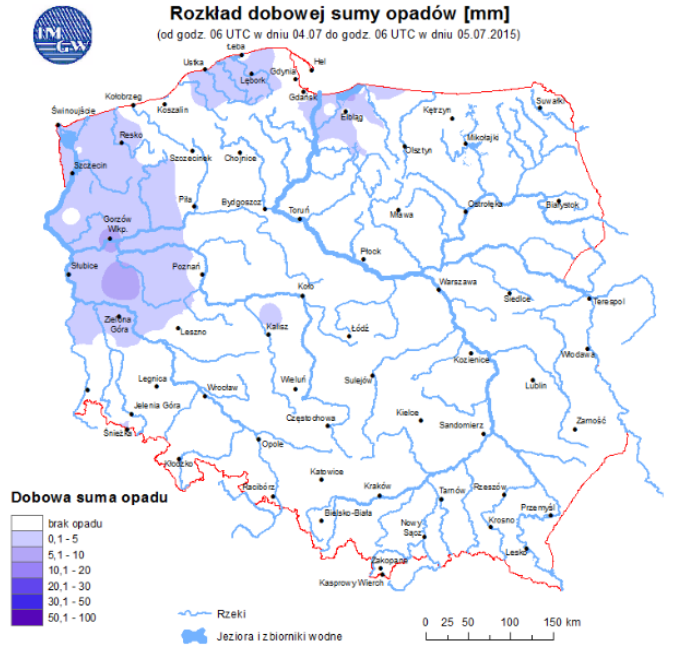 IM
GW
Rozkład dobowej sumy opadów [mm]
(od godz. 06 UTC w dniu 04.07 do godz. 06 UTC w dniu 05.07.2015)
Łeba
Ustka
Hel
Gdynia
Lębork
Gdańsk
Kołobrzeg
Koszalin
Świnoujście
Elbląg
Kętrzyn
Suwałki
Resko
Mikołajki
Olsztyn
Szczecinek
Chojnice
Szczecin
Piła
Bydgoszcz
Toruń
Mława
Ostrołęka
Białystok
Gorzów
Wlkp.
Płock
Słubice
Poznań
Koło
Warszawa
Siedlce
Terespol
Zielona
Góra
Leszno
Kalisz
Łódź
Kozienice
Włodawa
Legnica
Wrocław
Wieluń
Sulejów
Lublin
Jelenia Góra
Śnieżka
Częstochowa
Kielce
Sandomierz
Zamość
Opole
Kłodzko
Katowice
Racibórz
Kraków
Tarnów
Rzeszów
Bielsko-Biała
Nowy
Sącz
Krosno
Przemyśl
Lesko
Zakopane
Kasprowy Wierch
Dobowa suma opadu
brak opadu
0,1 - 5
5,1 - 10
10,1 - 20
20,1 - 30
30,1 - 50
50,1 - 100
Rzeki
Jeziora i zbiorniki wodne
0 25 50 100 150 km